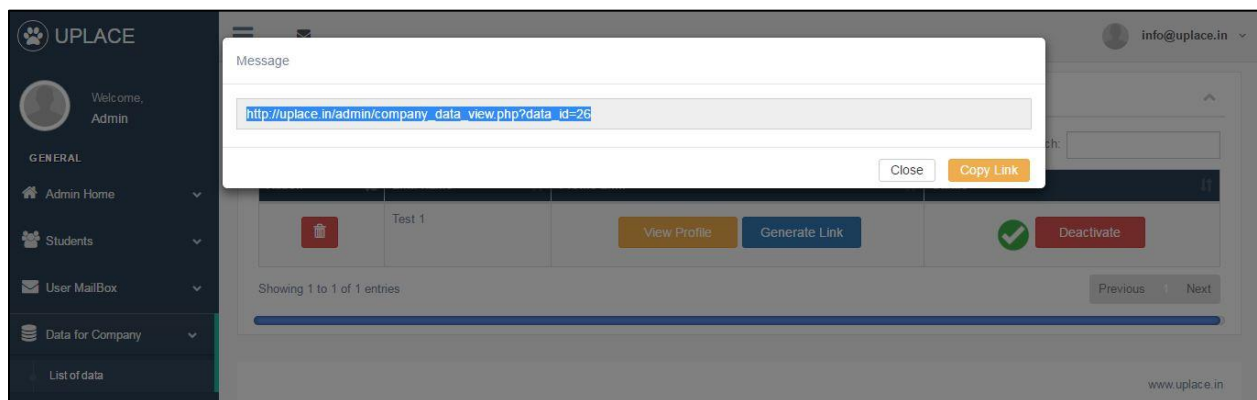 UPLACE
info@uplace.in
Welcome,
Admin
GENERAL
Admin Home
Students
User MailBox
Data for Company
List of data
Message
http://uplace.in/admin/company_data_view.php?data_id=26
Close
Copy Link
ch:
Test 1
View Profile
Generate Link
Deactivate
Showing 1 to 1 of 1 entries
Previous
1
Next
www.uplace.in